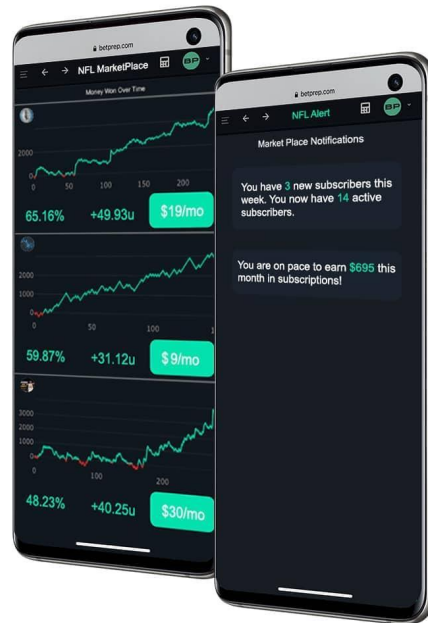 betprep.com
NFL MarketPlace
BP
Money Won Over Time
2000
0
0
50
100
150
200
65.16%
+49.93u
$19/mo
2000
1000
0
50
100
59.87%
+31.12u
$9/mo
3000
2000
1000
0
0
100
200
48.23%
+40.25u
$30/mo
betprep.com
NFL Alert
BP
Market Place Notifications
You have 3 new subscribers this
week. You now have 14 active
subscribers.
You are on pace to earn $695 this
month in subscriptions!